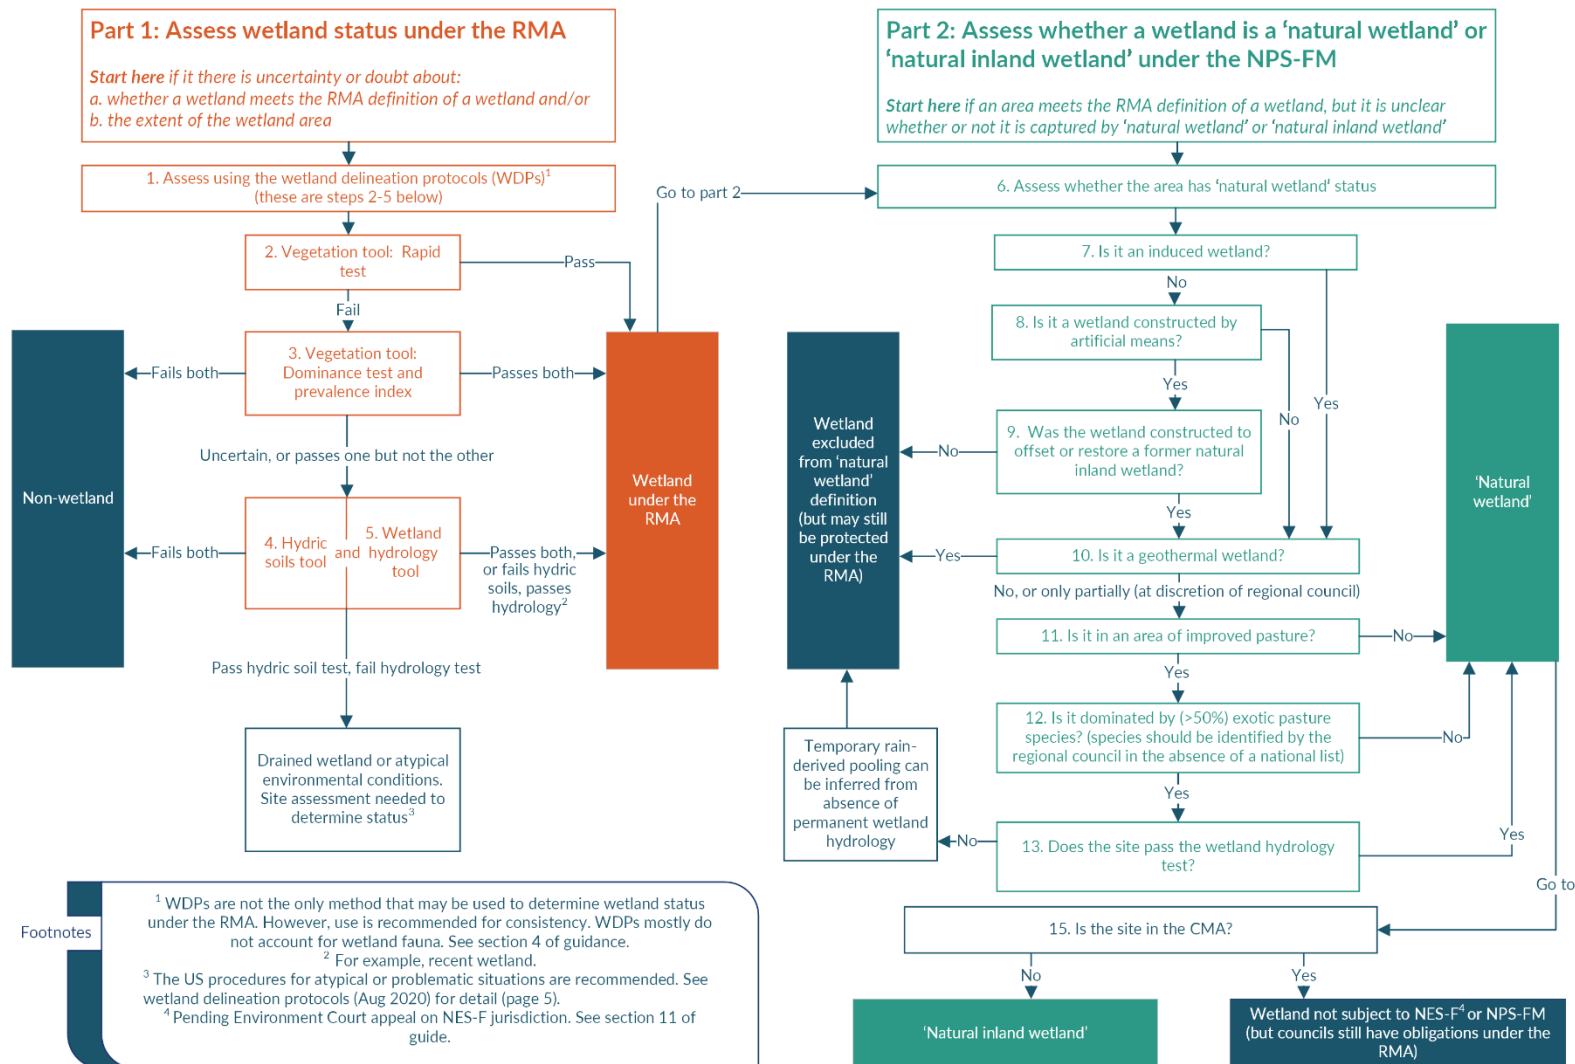 Part 1: Assess wetland status under the RMA
Start here if it there is uncertainty or doubt about:
a. whether a wetland meets the RMA definition of a wetland and/or
b. the extent of the wetland area
1. Assess using the wetland delineation protocols (WDPs)¹
(these are steps 2-5 below)
2. Vegetation tool: Rapid
test
Pass
Fail
3. Vegetation tool:
Dominance test and
prevalence index
Fails both
Passes both
Uncertain, or passes one but not the other
Non-wetland
4. Hydric
soils tool
and
5. Wetland
hydrology
tool
Fails both
Passes both,
or fails hydric
soils, passes
hydrology²
Wetland
under the
RMA
Pass hydric soil test, fail hydrology test
Drained wetland or atypical
environmental conditions.
Site assessment needed to
determine status³
Go to part 2
Part 2: Assess whether a wetland is a ‘natural wetland’ or
‘natural inland wetland’ under the NPS-FM
Start here if an area meets the RMA definition of a wetland, but it is unclear
whether or not it is captured by ‘natural wetland’ or ‘natural inland wetland’
6. Assess whether the area has ‘natural wetland’ status
7. Is it an induced wetland?
No
Yes
8. Is it a wetland constructed by
artificial means?
Yes
No
9. Was the wetland constructed to
offset or restore a former natural
inland wetland?
No
Yes
10. Is it a geothermal wetland?
Yes
No, or only partially (at discretion of regional council)
Wetland
excluded
from ‘natural
wetland’
definition
(but may still
be protected
under the
RMA)
11. Is it in an area of improved pasture?
No
Yes
12. Is it dominated by (>50%) exotic pasture
species? (species should be identified by the
regional council in the absence of a national list)
No
Yes
13. Does the site pass the wetland hydrology
test?
No
Yes
Temporary rain-
derived pooling can
be inferred from
absence of
permanent wetland
hydrology
‘Natural
wetland’
Go to
15. Is the site in the CMA?
No
Yes
‘Natural inland wetland’
Wetland not subject to NES-F⁴ or NPS-FM
(but councils still have obligations under the
RMA)
Footnotes
¹ WDPs are not the only method that may be used to determine wetland status
under the RMA. However, use is recommended for consistency. WDPs mostly do
not account for wetland fauna. See section 4 of guidance.
² For example, recent wetland.
³ The US procedures for atypical or problematic situations are recommended. See
wetland delineation protocols (Aug 2020) for detail (page 5).
⁴ Pending Environment Court appeal on NES-F jurisdiction. See section 11 of
guide.